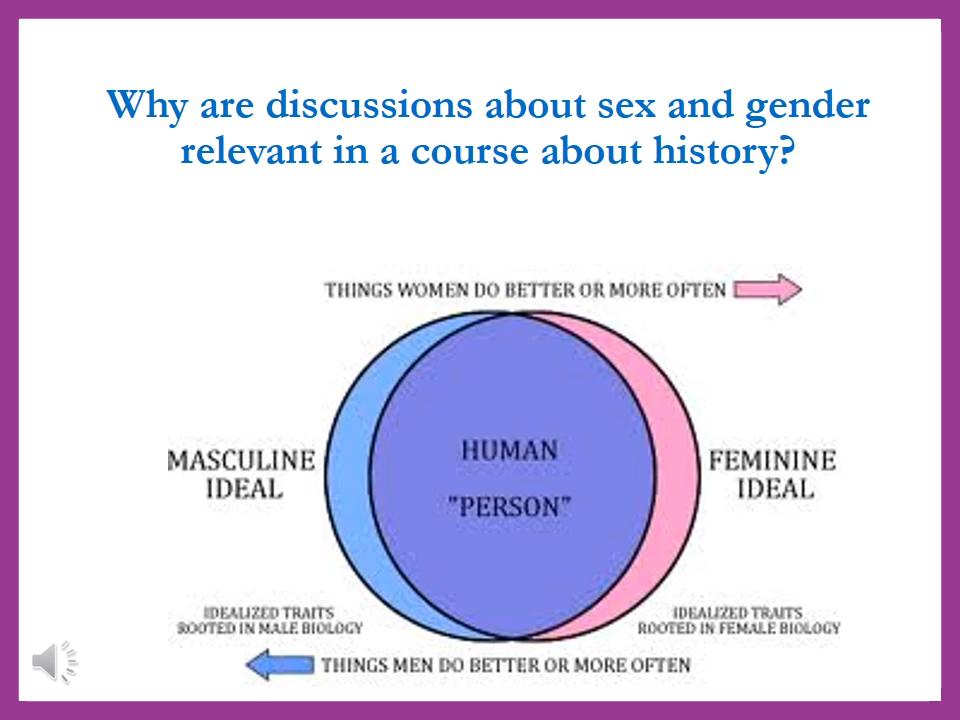 Why are discussions about sex and gender
relevant in a course about history?
THINGS WOMEN DO BETTER OR MORE OFTEN
MASCULINE
IDEAL
HUMAN
"PERSON"
FEMININE
IDEAL
IDEALIZED TRAITS
ROOTED IN MALE BIOLOGY
IDEALIZED TRAITS
ROOTED IN FEMALE BIOLOGY
THINGS MEN DO BETTER OR MORE OFTEN